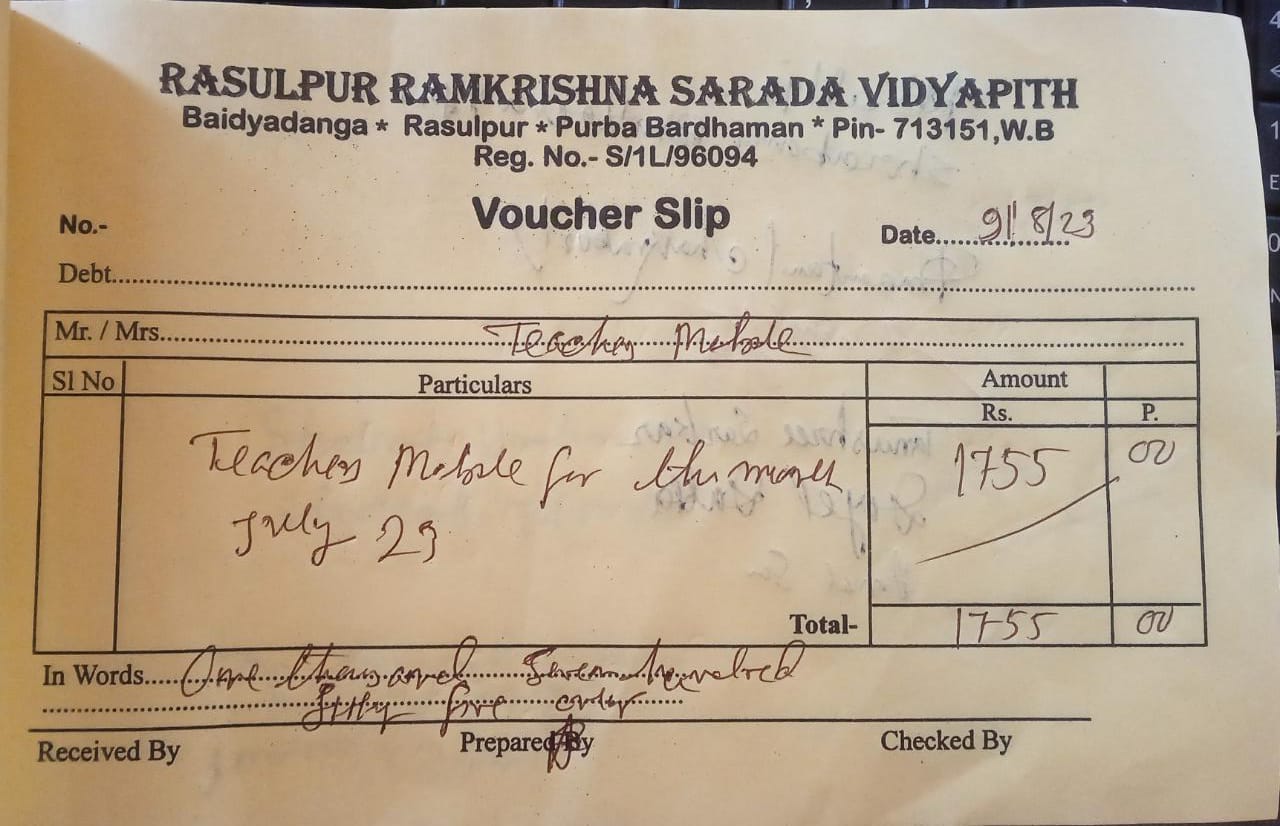 RASULPUR RAMKRISHNA SARADA VIDYAPITH
Baidyadanga * Rasulpur * Purba Bardhaman * Pin- 713151,W.B
Reg. No.- S/1L/96094
No.- Voucher Slip Date 9/8/23
Debt
Mr. / Mrs. Teacher Mobile
Sl No Particulars Amount
Rs. P.
Teachers Mobile for the month 1755 00
July 23
Total- 1755 00
In Words One thousand Seven hundred
fifty five only
Received By Prepared By Checked By